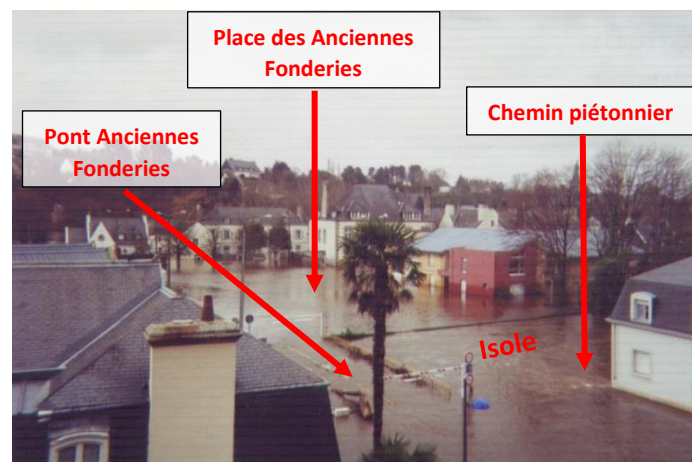 Place des Anciennes
Fonderies
Pont Anciennes
Fonderies
Chemin piétonnier
Isole